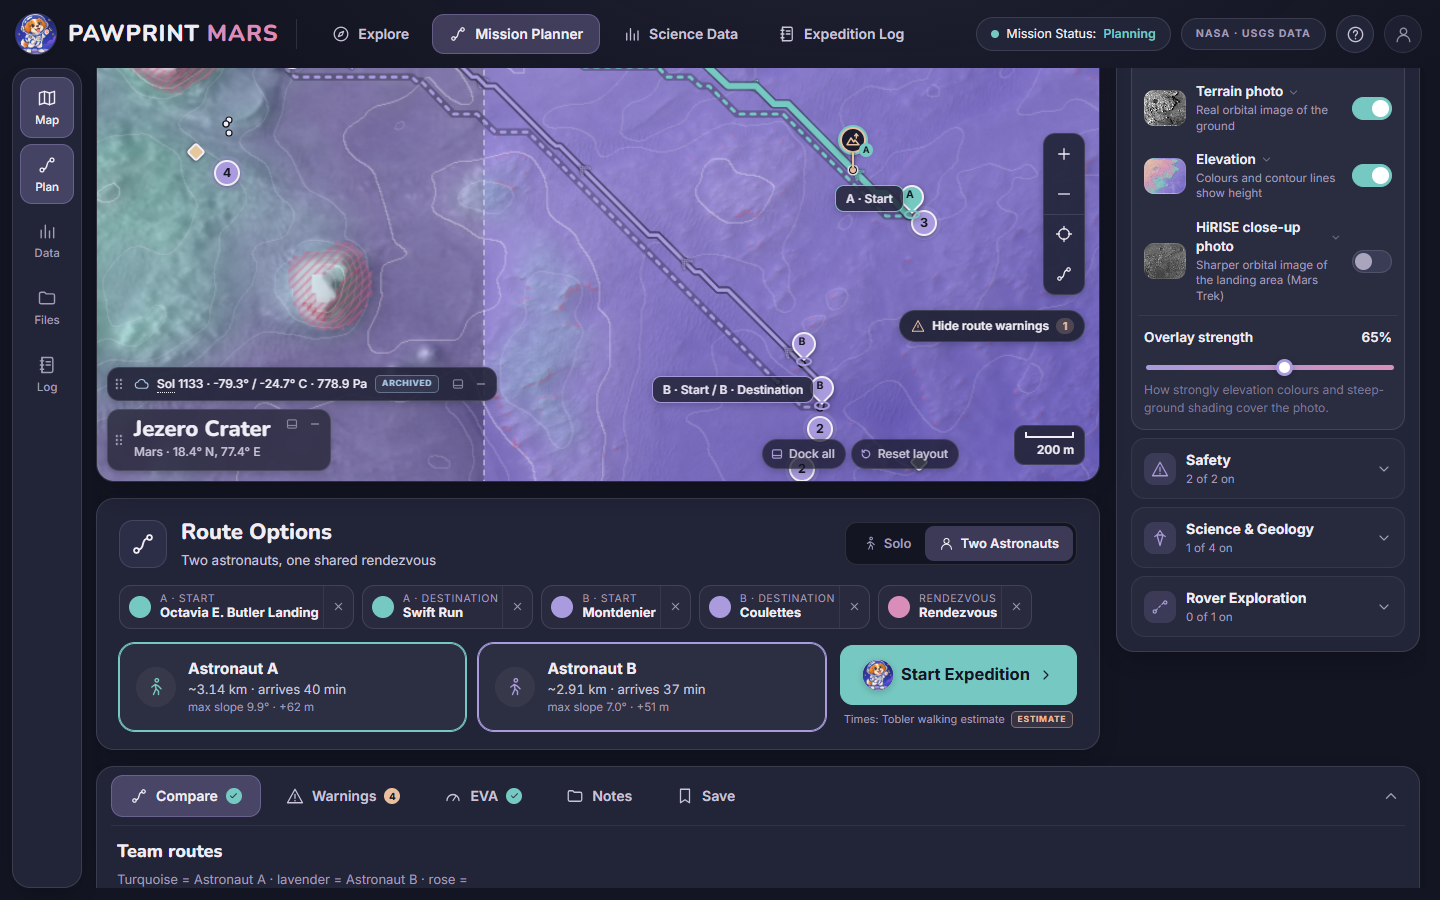 PAWPRINT MARS
Explore
Mission Planner
Science Data
Expedition Log
Mission Status: Planning
NASA · USGS DATA
Map
Plan
Data
Files
Log
4
A
A · Start
A
3
Hide route warnings 1
B
B · Start / B · Destination
B
2
2
Sol 1133 · -79.3° / -24.7° C · 778.9 Pa ARCHIVED
Jezero Crater
Mars · 18.4° N, 77.4° E
Dock all
Reset layout
200 m
Terrain photo
Real orbital image of the
ground
Elevation
Colours and contour lines
show height
HiRISE close-up
photo
Sharper orbital image of
the landing area (Mars
Trek)
Overlay strength 65%
How strongly elevation colours and steep-
ground shading cover the photo.
Safety
2 of 2 on
Science & Geology
1 of 4 on
Rover Exploration
0 of 1 on
Route Options
Two astronauts, one shared rendezvous
Solo
Two Astronauts
A · START
Octavia E. Butler Landing
A · DESTINATION
Swift Run
B · START
Montdenier
B · DESTINATION
Coulettes
RENDEZVOUS
Rendezvous
Astronaut A
~3.14 km · arrives 40 min
max slope 9.9° · +62 m
Astronaut B
~2.91 km · arrives 37 min
max slope 7.0° · +51 m
Start Expedition
Times: Tobler walking estimate ESTIMATE
Compare
Warnings 4
EVA
Notes
Save
Team routes
Turquoise = Astronaut A · lavender = Astronaut B · rose =